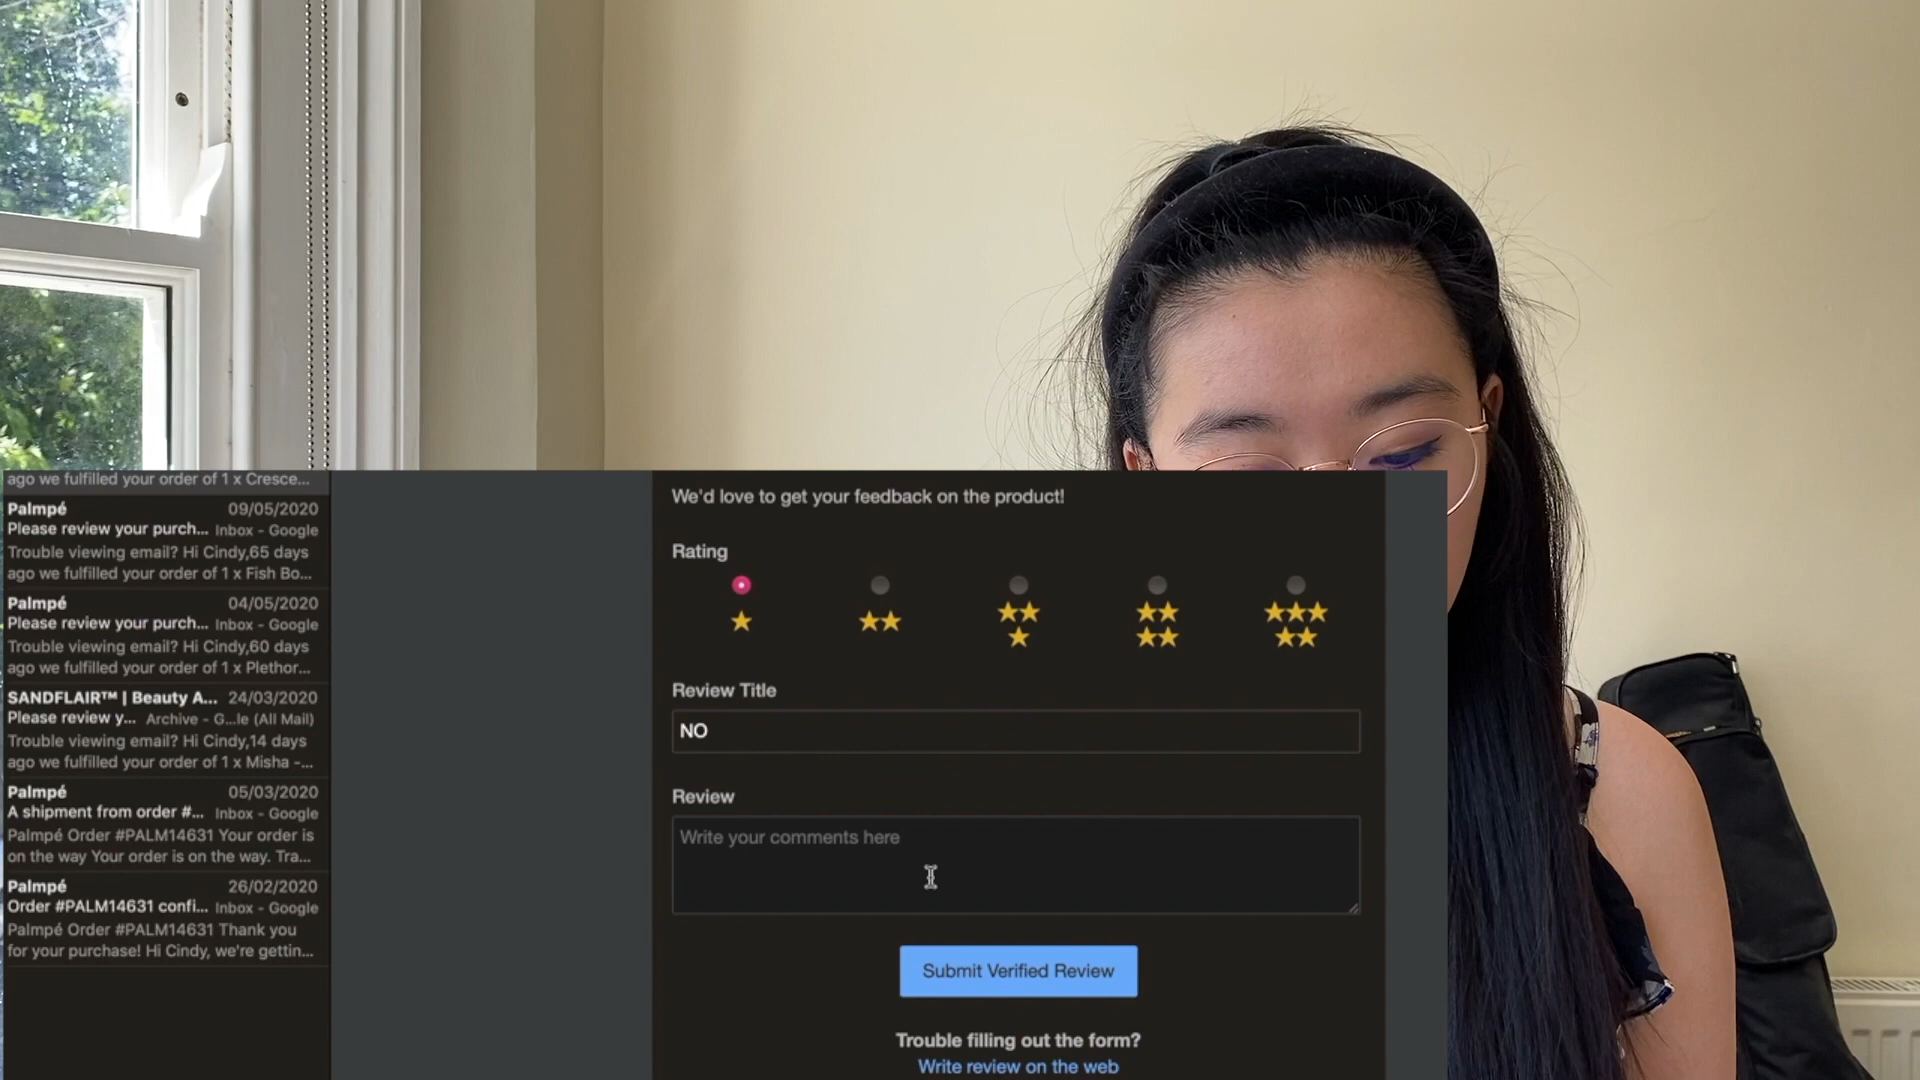 ago we fulfilled your order of 1 x Cresce...
Palmpé 09/05/2020
Please review your purch... Inbox - Google
Trouble viewing email? Hi Cindy,65 days
ago we fulfilled your order of 1 x Fish Bo...
Palmpé 04/05/2020
Please review your purch... Inbox - Google
Trouble viewing email? Hi Cindy,60 days
ago we fulfilled your order of 1 x Plethor...
SANDFLAIR™ | Beauty A... 24/03/2020
Please review y... Archive - G...le (All Mail)
Trouble viewing email? Hi Cindy,14 days
ago we fulfilled your order of 1 x Misha -...
Palmpé 05/03/2020
A shipment from order #... Inbox - Google
Palmpé Order #PALM14631 Your order is
on the way Your order is on the way. Tra...
Palmpé 26/02/2020
Order #PALM14631 confi... Inbox - Google
Palmpé Order #PALM14631 Thank you
for your purchase! Hi Cindy, we're gettin...
We'd love to get your feedback on the product!
Rating
Review Title
NO
Review
Write your comments here
Submit Verified Review
Trouble filling out the form?
Write review on the web